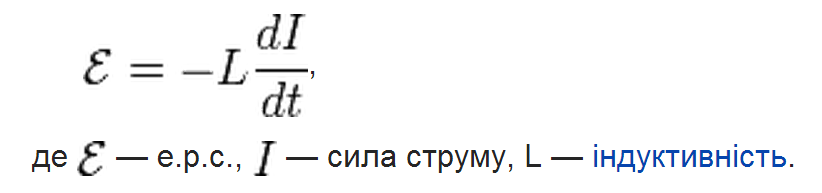 ℰ = −L dI/dt,
де ℰ — е.р.с., I — сила струму, L — індуктивність.